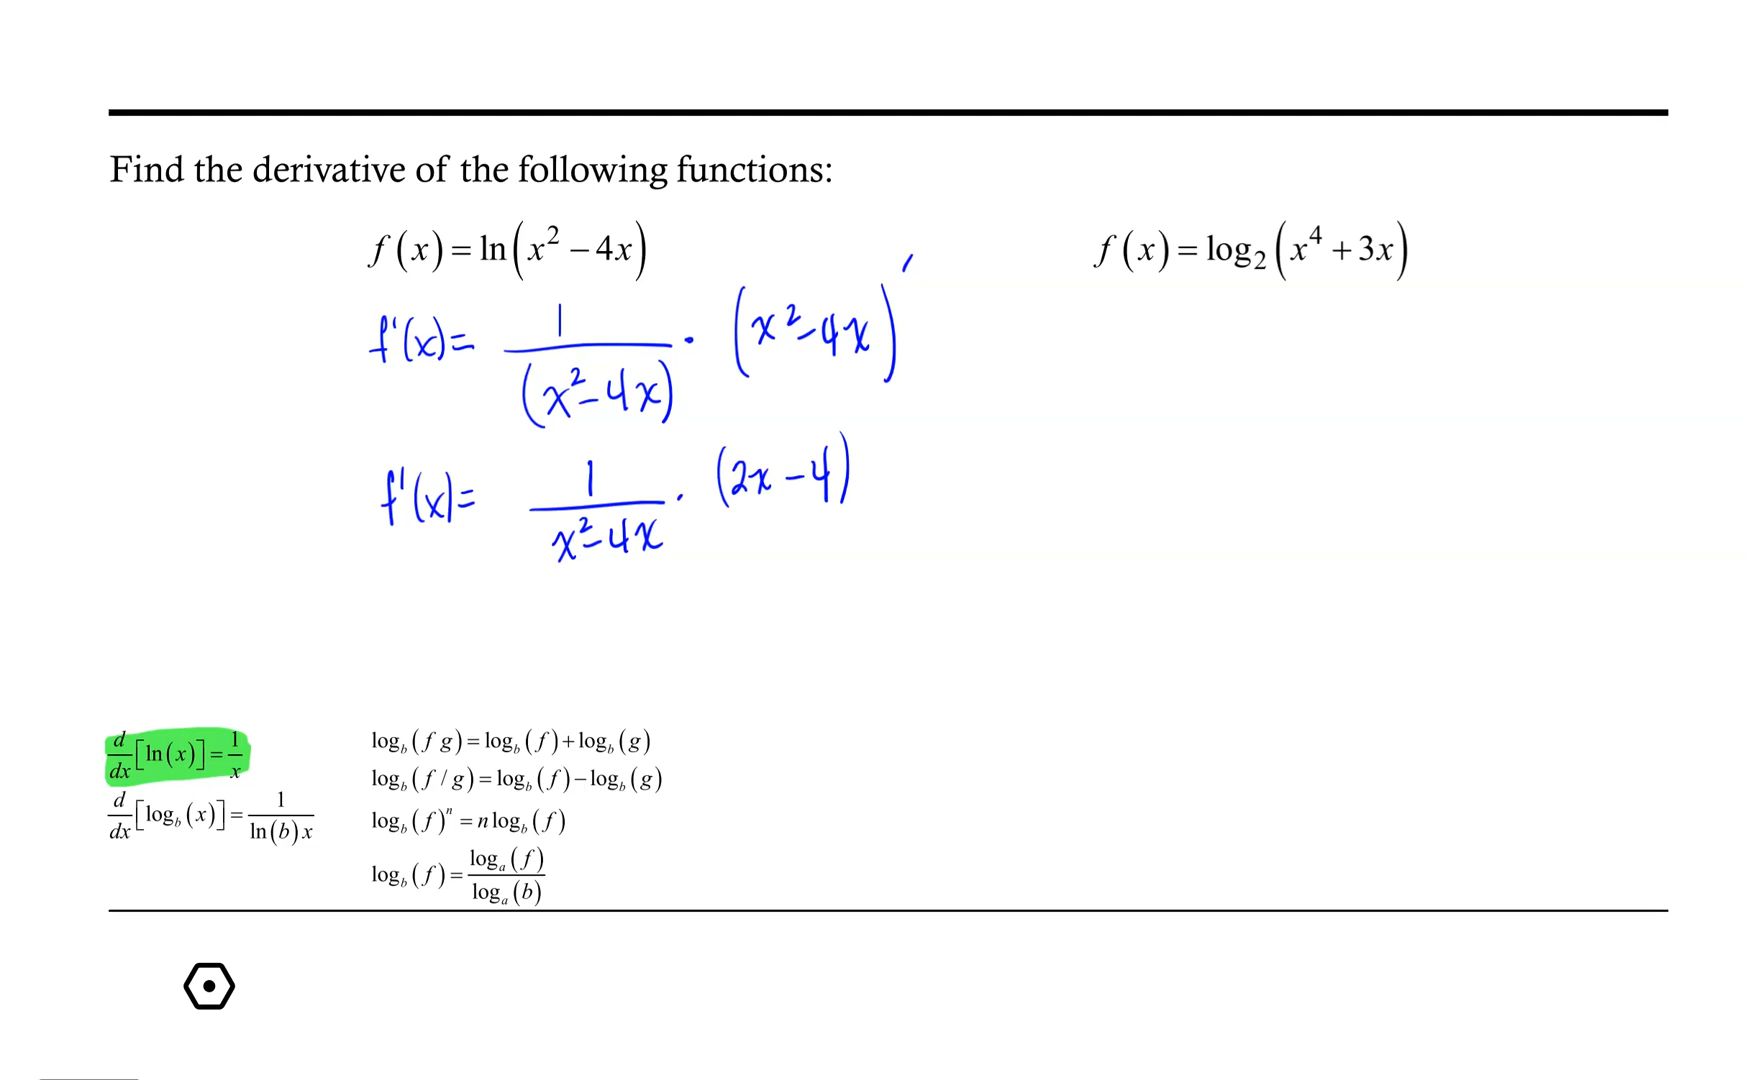 Find the derivative of the following functions:
f(x) = ln(x² − 4x)
f'(x) = 1/(x² − 4x) · (x² − 4x)'
f'(x) = 1/(x² − 4x) · (2x − 4)
f(x) = log₂(x⁴ + 3x)
d/dx [ln(x)] = 1/x
d/dx [log_b(x)] = 1/(ln(b)x)
log_b(f g) = log_b(f) + log_b(g)
log_b(f / g) = log_b(f) − log_b(g)
log_b(f)ⁿ = n log_b(f)
log_b(f) = log_a(f)/log_a(b)